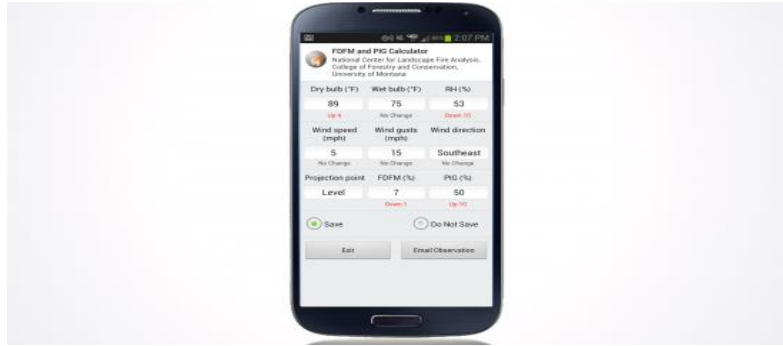 2:07 PM
FDFM and PIG Calculator
National Center for Landscape Fire Analysis,
College of Forestry and Conservation,
University of Montana
Dry bulb (°F) Wet bulb (°F) RH (%)
89 75 53
Up 4 No Change Down 10
Wind speed (mph) Wind gusts (mph) Wind direction
5 15 Southeast
No Change No Change No Change
Projection point FDFM (%) PIG (%)
Level 7 50
Down 1 Up 10
Save Do Not Save
Exit Email Observation